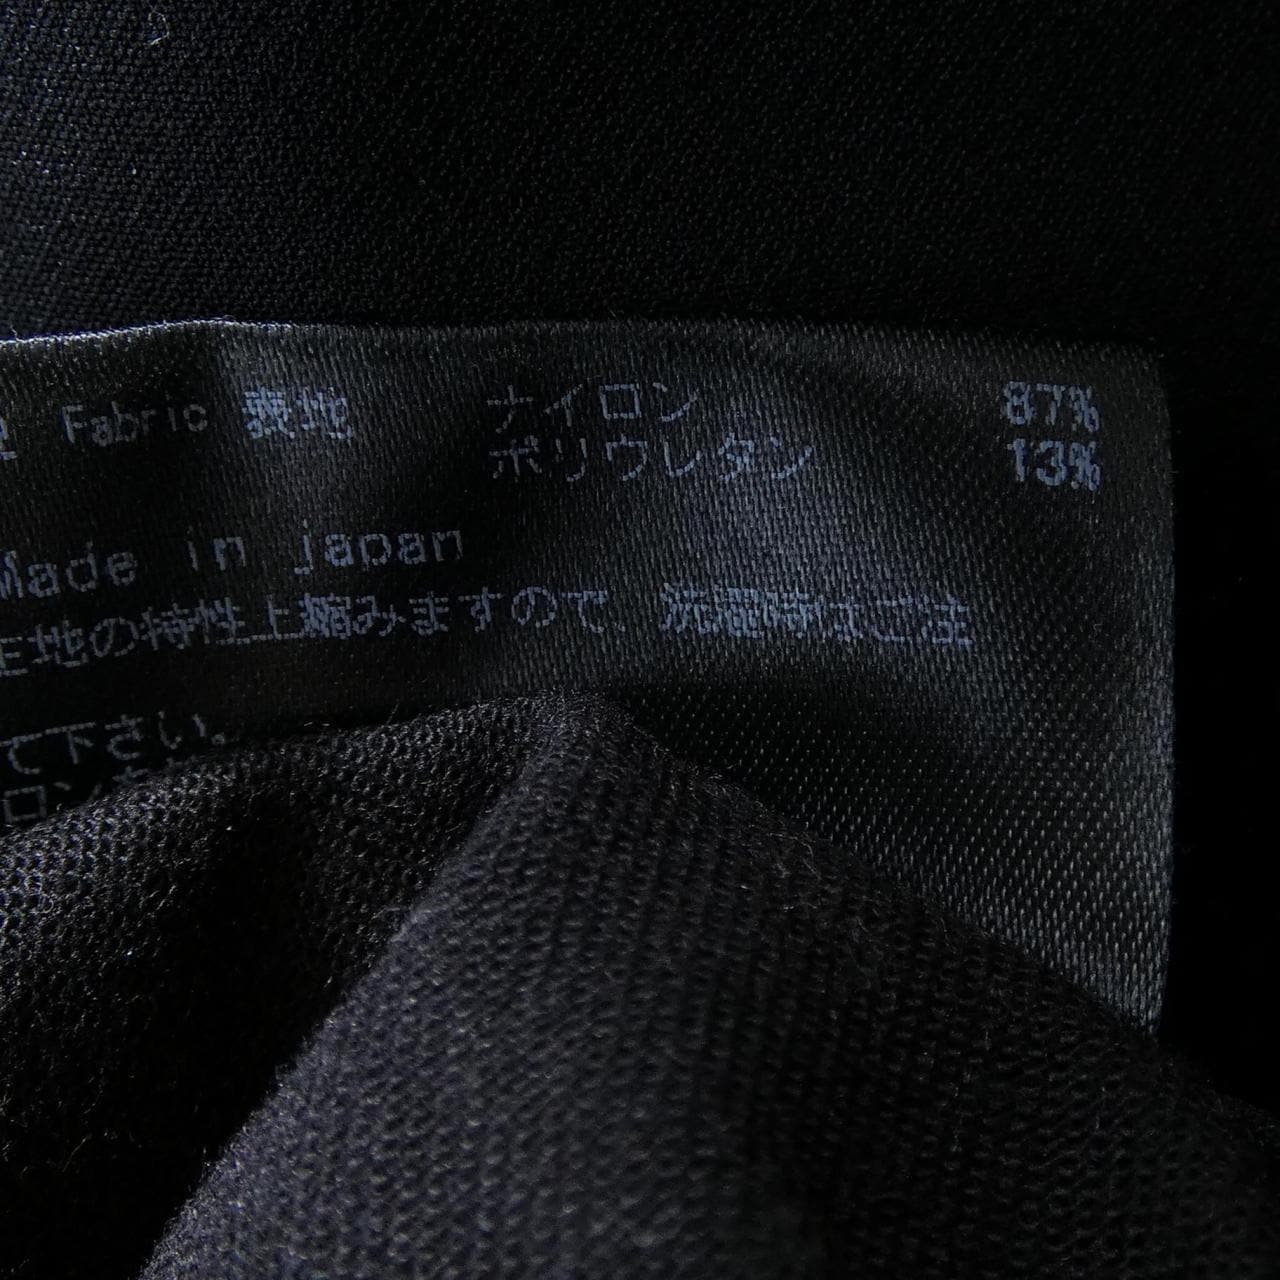 Fabric 表地 ナイロン 87%
ポリウレタン 13%
Made in japan
生地の特性上縮みますので、洗濯時はご注
て下さい。
ロン